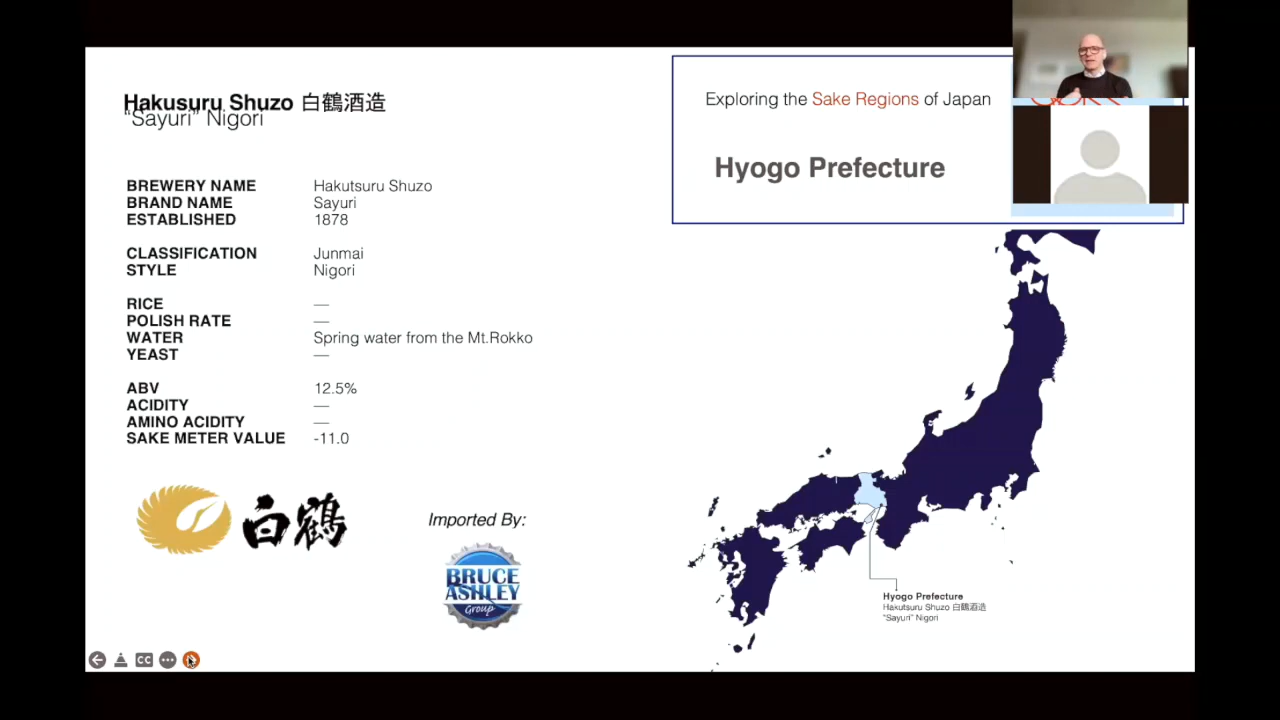 Hakusuru Shuzo 白鶴酒造
"Sayuri" Nigori
BREWERY NAME Hakutsuru Shuzo
BRAND NAME Sayuri
ESTABLISHED 1878
CLASSIFICATION Junmai
STYLE Nigori
RICE —
POLISH RATE —
WATER Spring water from the Mt.Rokko
YEAST —
ABV 12.5%
ACIDITY —
AMINO ACIDITY —
SAKE METER VALUE -11.0
白鶴
Imported By:
BRUCE
ASHLEY
Group
Exploring the Sake Regions of Japan
Hyogo Prefecture
Hyogo Prefecture
Hakutsuru Shuzo 白鶴酒造
"Sayuri" Nigori
CC